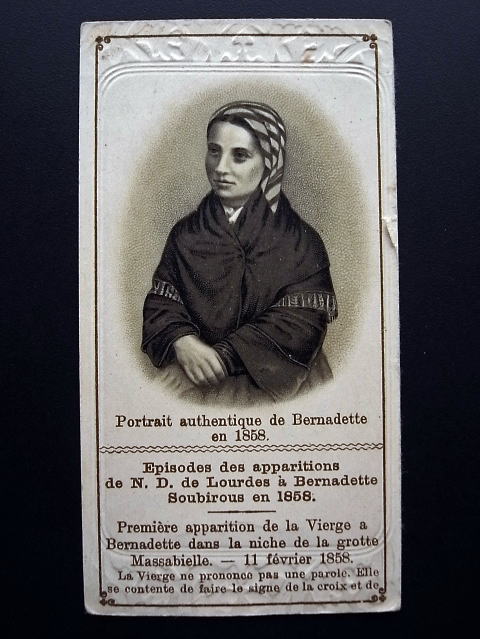 Portrait authentique de Bernadette
en 1858.
Episodes des apparitions
de N. D. de Lourdes à Bernadette
Soubirous en 1858.
Première apparition de la Vierge a
Bernadette dans la niche de la grotte
Massabielle. — 11 février 1858.
La Vierge ne prononce pas une parole. Elle
se contente de faire le signe de la croix et de